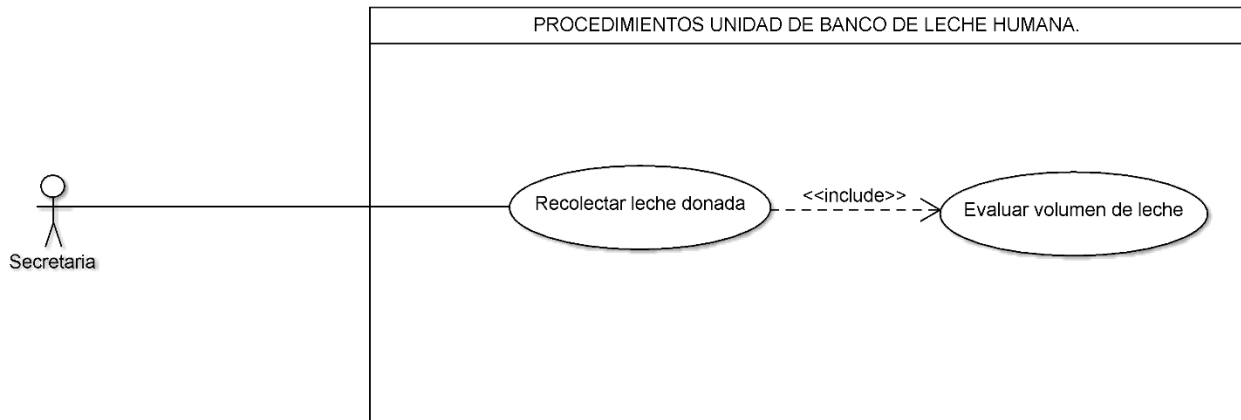 PROCEDIMIENTOS UNIDAD DE BANCO DE LECHE HUMANA.
Secretaria
Recolectar leche donada
<<include>>
Evaluar volumen de leche